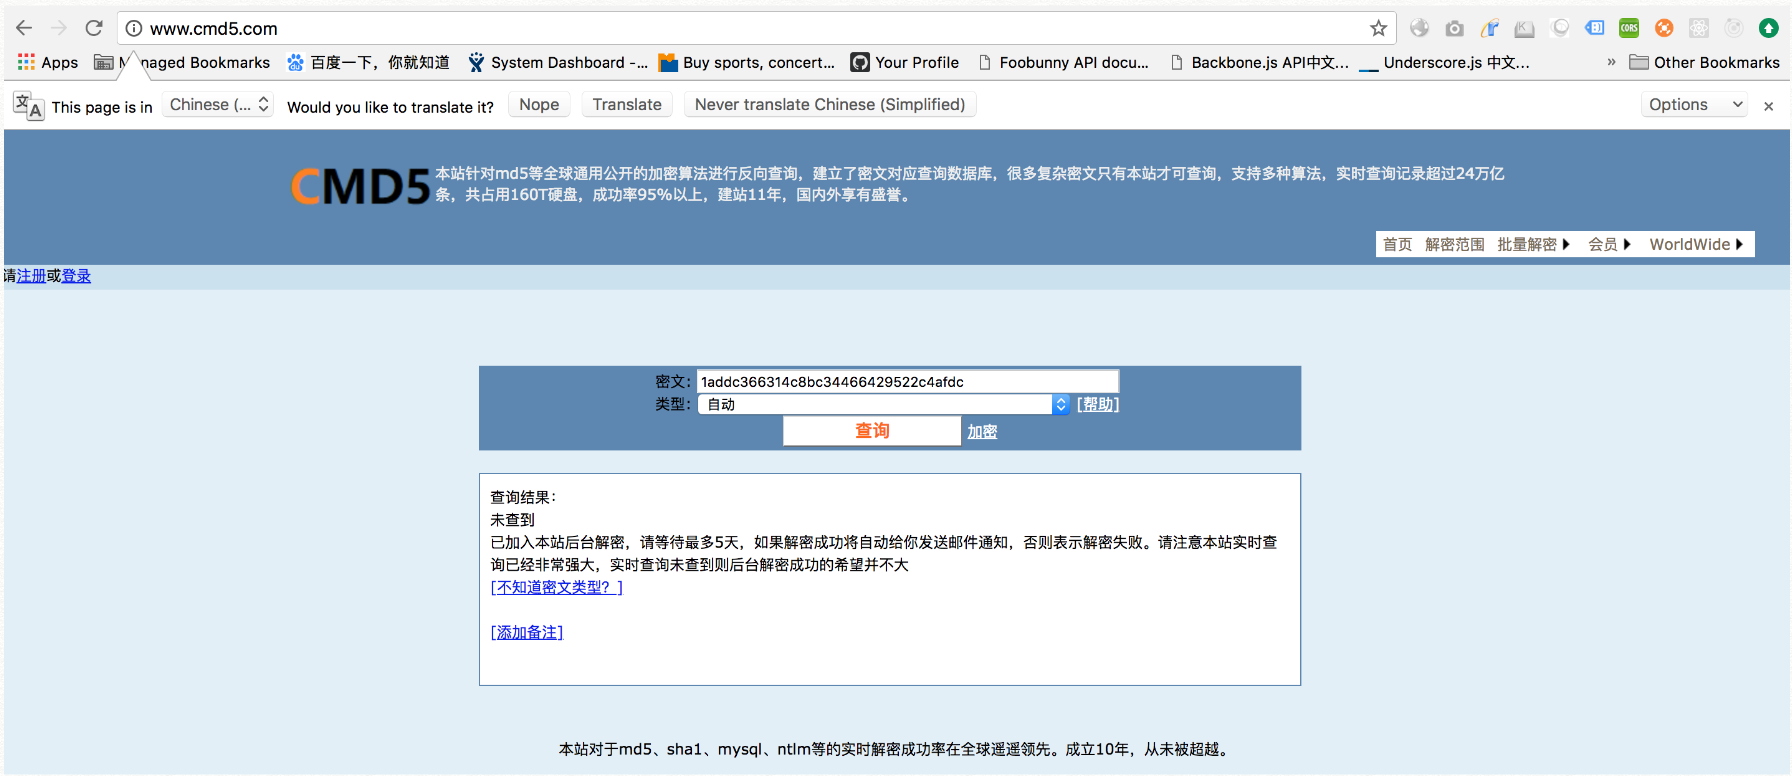 www.cmd5.com
Apps
naged Bookmarks
百度一下，你就知道
System Dashboard -...
Buy sports, concert...
Your Profile
Foobunny API docu...
Backbone.js API中文...
Underscore.js 中文...
»
Other Bookmarks
This page is in
Chinese (...
Would you like to translate it?
Nope
Translate
Never translate Chinese (Simplified)
Options
CMD5
本站针对md5等全球通用公开的加密算法进行反向查询，建立了密文对应查询数据库，很多复杂密文只有本站才可查询，支持多种算法，实时查询记录超过24万亿
条，共占用160T硬盘，成功率95%以上，建站11年，国内外享有盛誉。
首页 解密范围 批量解密 会员 WorldWide
请注册或登录
密文：1addc366314c8bc34466429522c4afdc
类型：自动 [帮助]
查询 加密
查询结果：
未查到
已加入本站后台解密，请等待最多5天，如果解密成功将自动给你发送邮件通知，否则表示解密失败。请注意本站实时查
询已经非常强大，实时查询未查到则后台解密成功的希望并不大
[不知道密文类型？]
[添加备注]
本站对于md5、sha1、mysql、ntlm等的实时解密成功率在全球遥遥领先。成立10年，从未被超越。